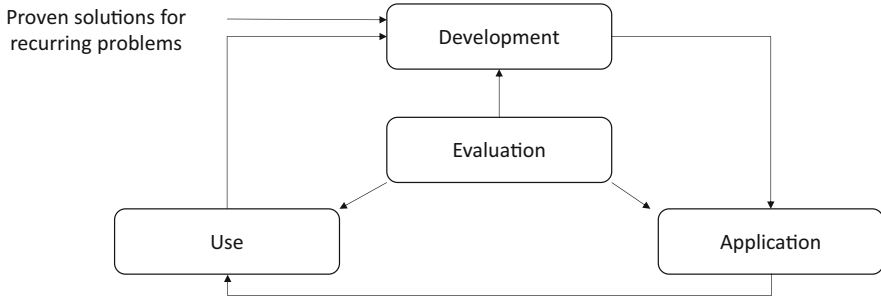 Proven solutions for
recurring problems
Development
Evaluation
Use
Application